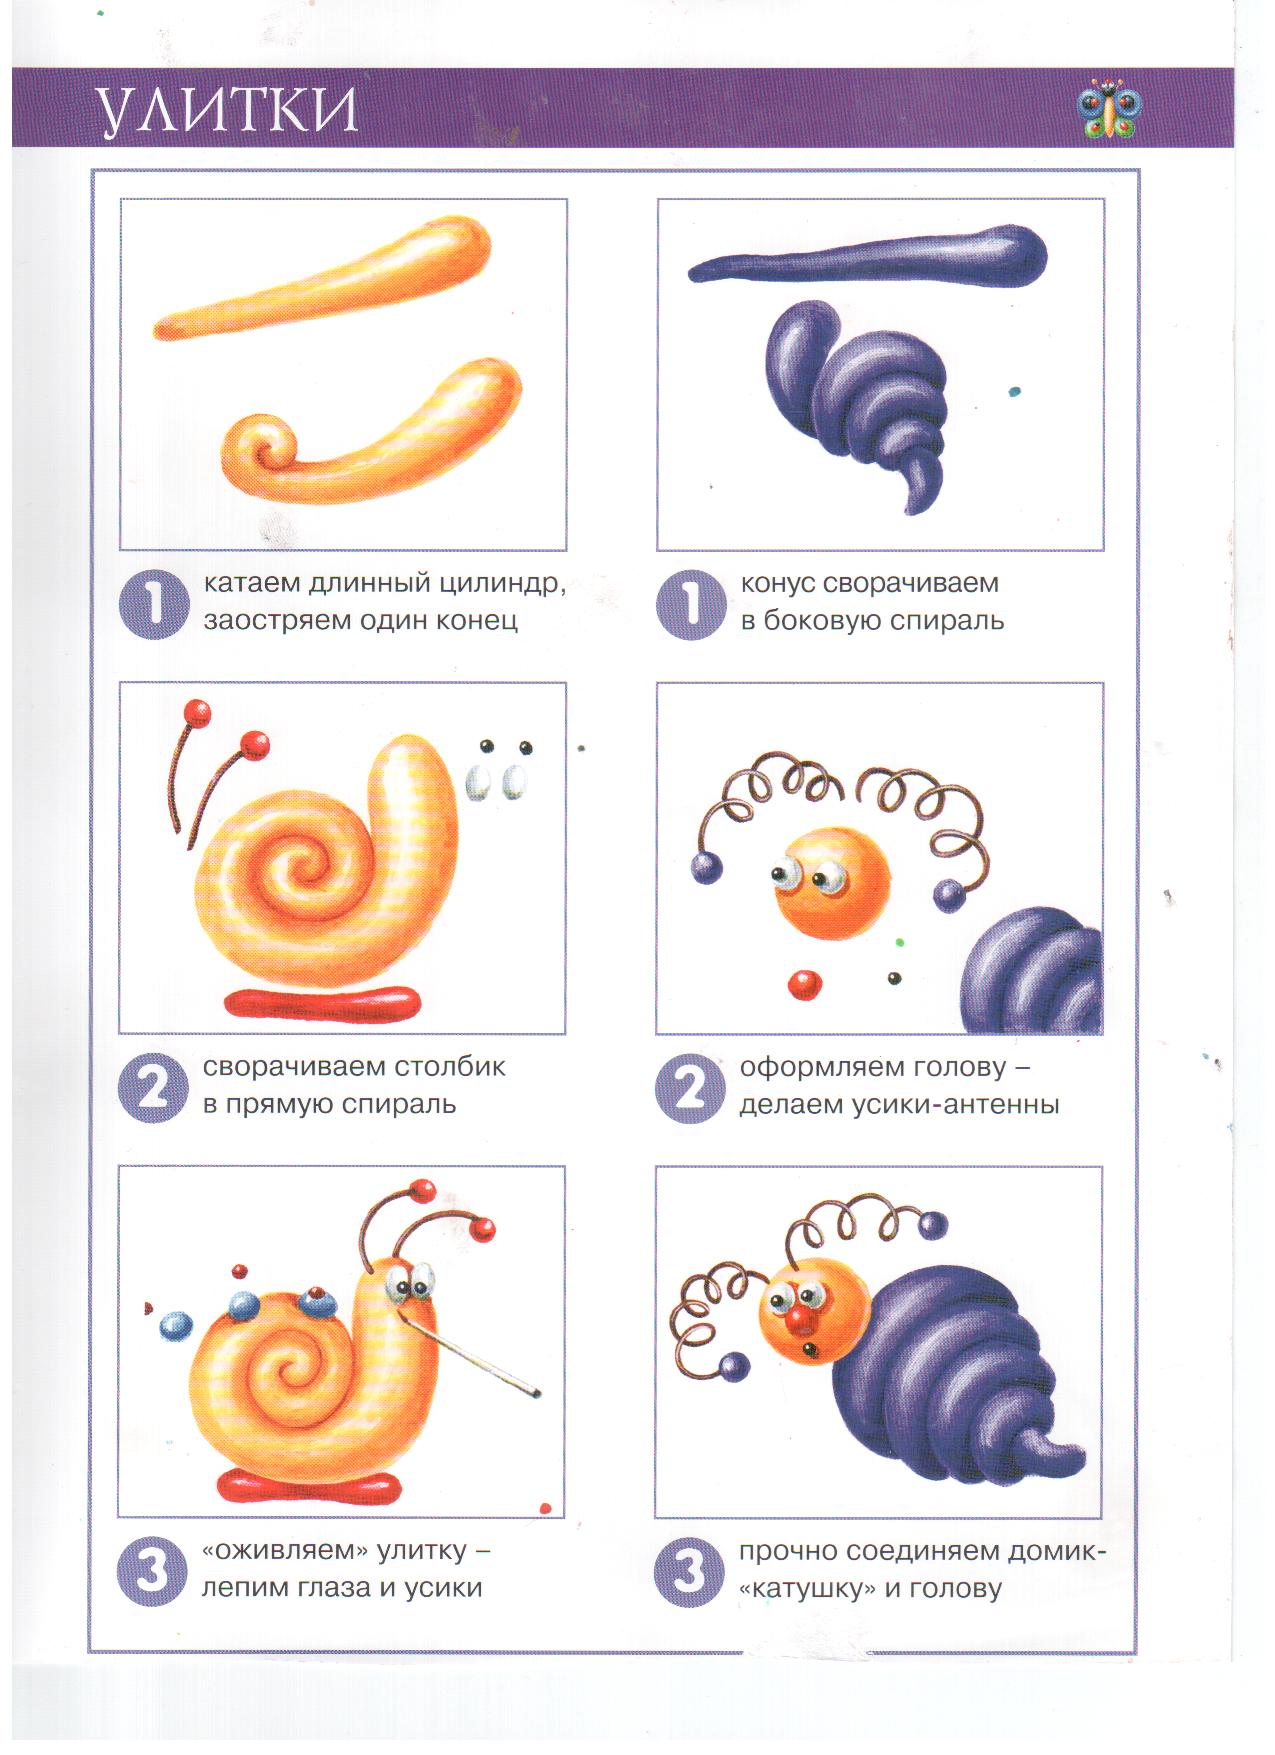 УЛИТКИ
1 катаем длинный цилиндр,
заостряем один конец
1 конус сворачиваем
в боковую спираль
2 сворачиваем столбик
в прямую спираль
2 оформляем голову –
делаем усики-антенны
3 «оживляем» улитку –
лепим глаза и усики
3 прочно соединяем домик-
«катушку» и голову